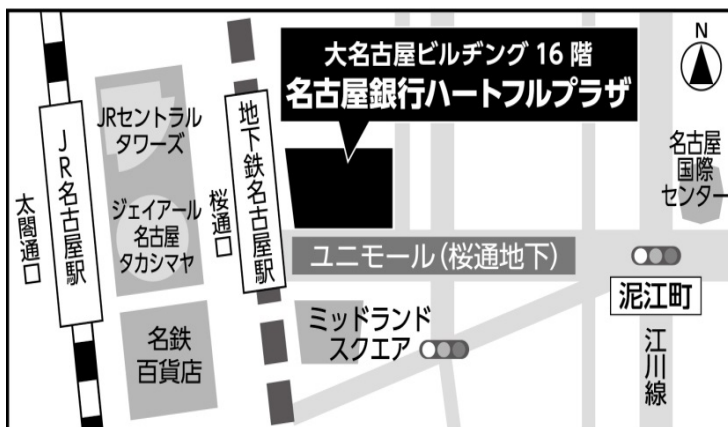 大名古屋ビルヂング 16 階
名古屋銀行ハートフルプラザ
N
JRセントラル
タワーズ
地下鉄名古屋駅
JR名古屋駅
名古屋
国際
センター
太閤通口
ジェイアール
名古屋
タカシマヤ
桜通口
ユニモール(桜通地下)
泥江町
名鉄
百貨店
ミッドランド
スクエア
江川線